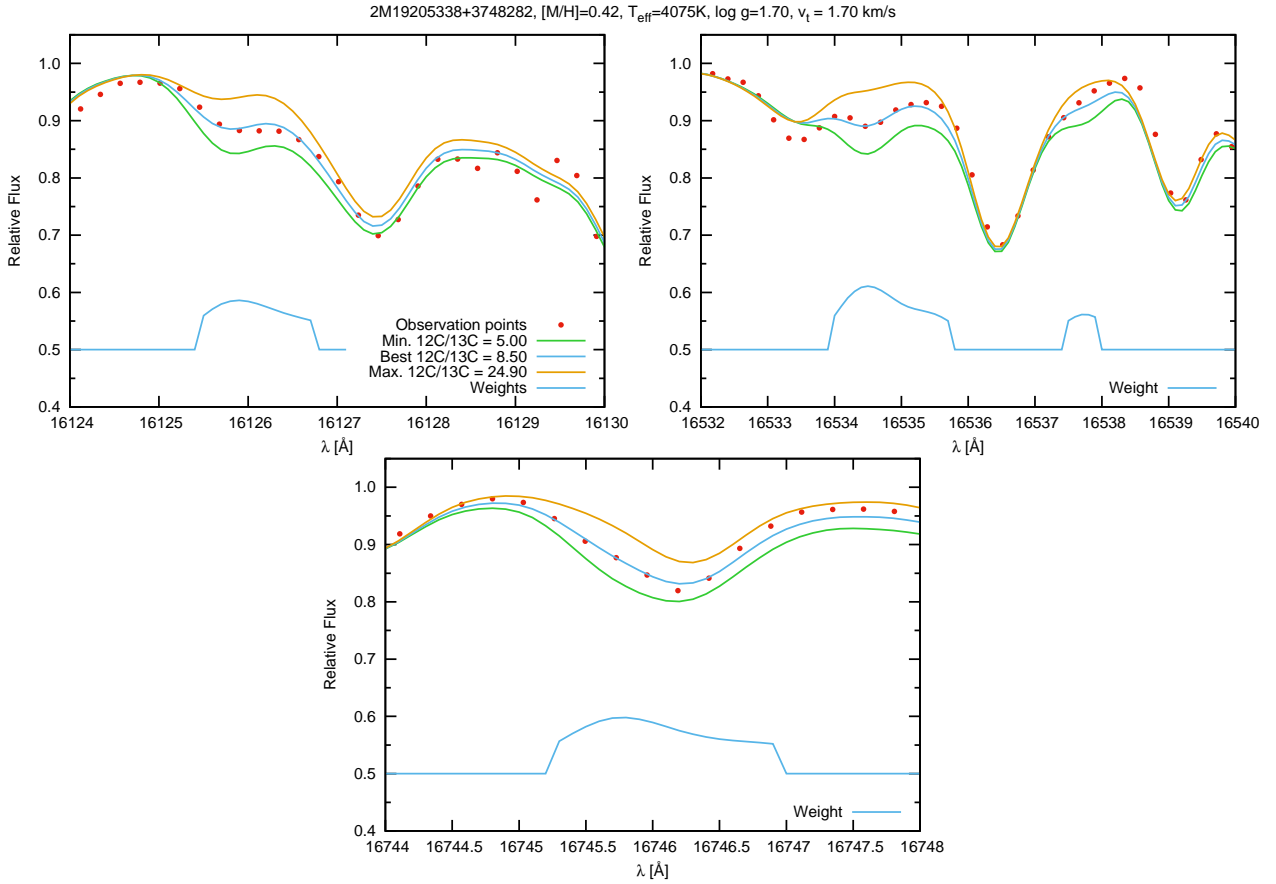 2M19205338+3748282, [M/H]=0.42, T_eff=4075K, log g=1.70, v_t = 1.70 km/s
1.0
0.9
0.8
0.7
0.6
0.5
0.4
Relative Flux
Observation points
Min. 12C/13C = 5.00
Best 12C/13C = 8.50
Max. 12C/13C = 24.90
Weights
16124 16125 16126 16127 16128 16129 16130
λ [Å]
1.0
0.9
0.8
0.7
0.6
0.5
0.4
Relative Flux
Weight
16532 16533 16534 16535 16536 16537 16538 16539 16540
λ [Å]
1.0
0.9
0.8
0.7
0.6
0.5
0.4
Relative Flux
Weight
16744 16744.5 16745 16745.5 16746 16746.5 16747 16747.5 16748
λ [Å]